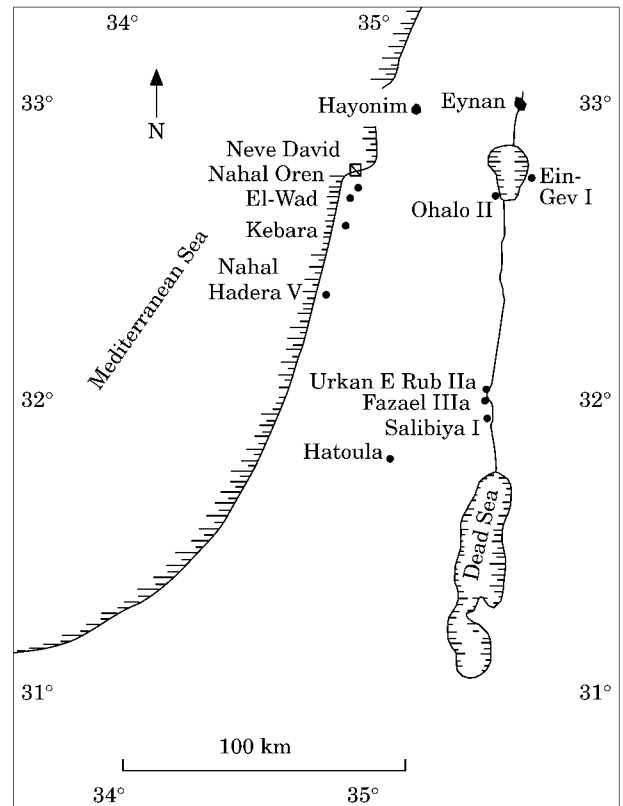 34° 35°
33° 33°
Hayonim Eynan
N
Neve David
Nahal Oren
El-Wad
Ein-
Gev I
Ohalo II
Kebara
Nahal
Hadera V
Mediterranean Sea
Urkan E Rub IIa
32° 32°
Fazael IIIa
Salibiya I
Hatoula
Dead Sea
31° 31°
100 km
34° 35°